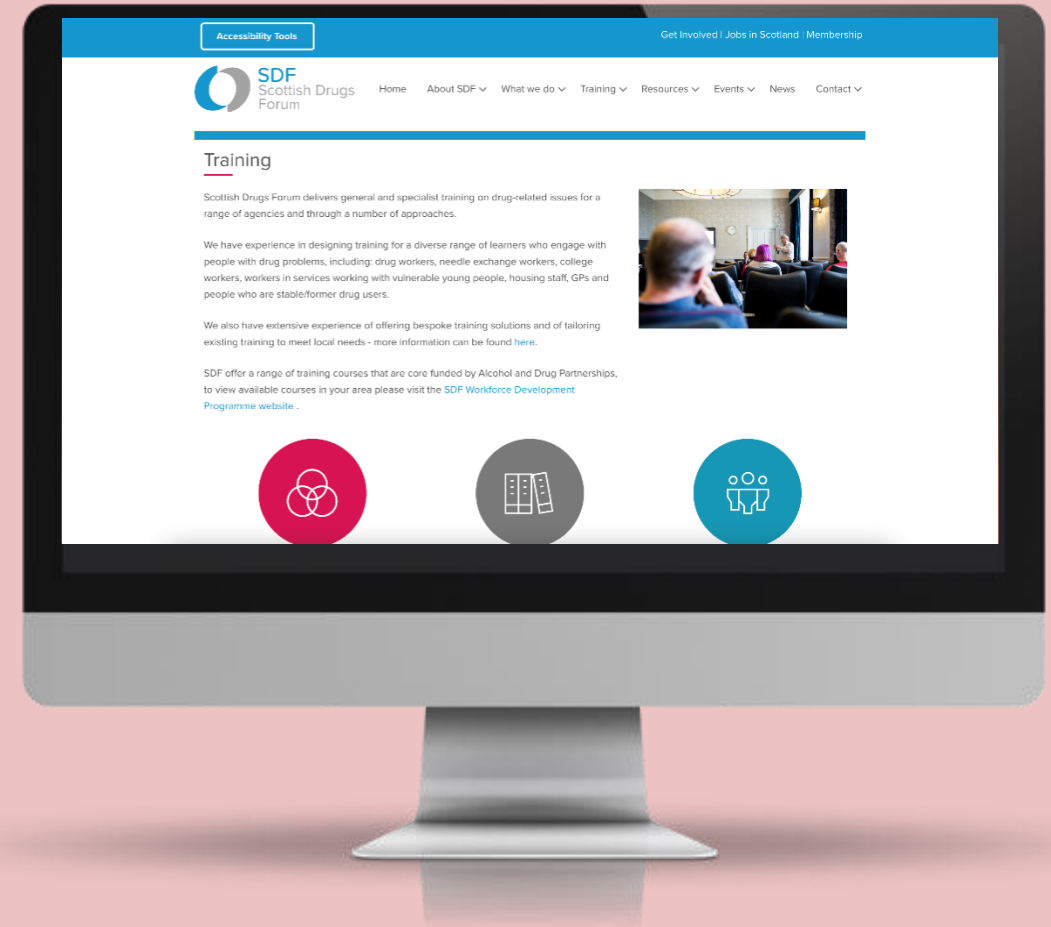 Accessibility Tools
Get Involved | Jobs in Scotland | Membership
SDF
Scottish Drugs
Forum
Home About SDF What we do Training Resources Events News Contact
Training
Scottish Drugs Forum delivers general and specialist training on drug-related issues for a
range of agencies and through a number of approaches.
We have experience in designing training for a diverse range of learners who engage with
people with drug problems, including: drug workers, needle exchange workers, college
workers, workers in services working with vulnerable young people, housing staff, GPs and
people who are stable/former drug users.
We also have extensive experience of offering bespoke training solutions and of tailoring
existing training to meet local needs - more information can be found here.
SDF offer a range of training courses that are core funded by Alcohol and Drug Partnerships,
to view available courses in your area please visit the SDF Workforce Development
Programme website .